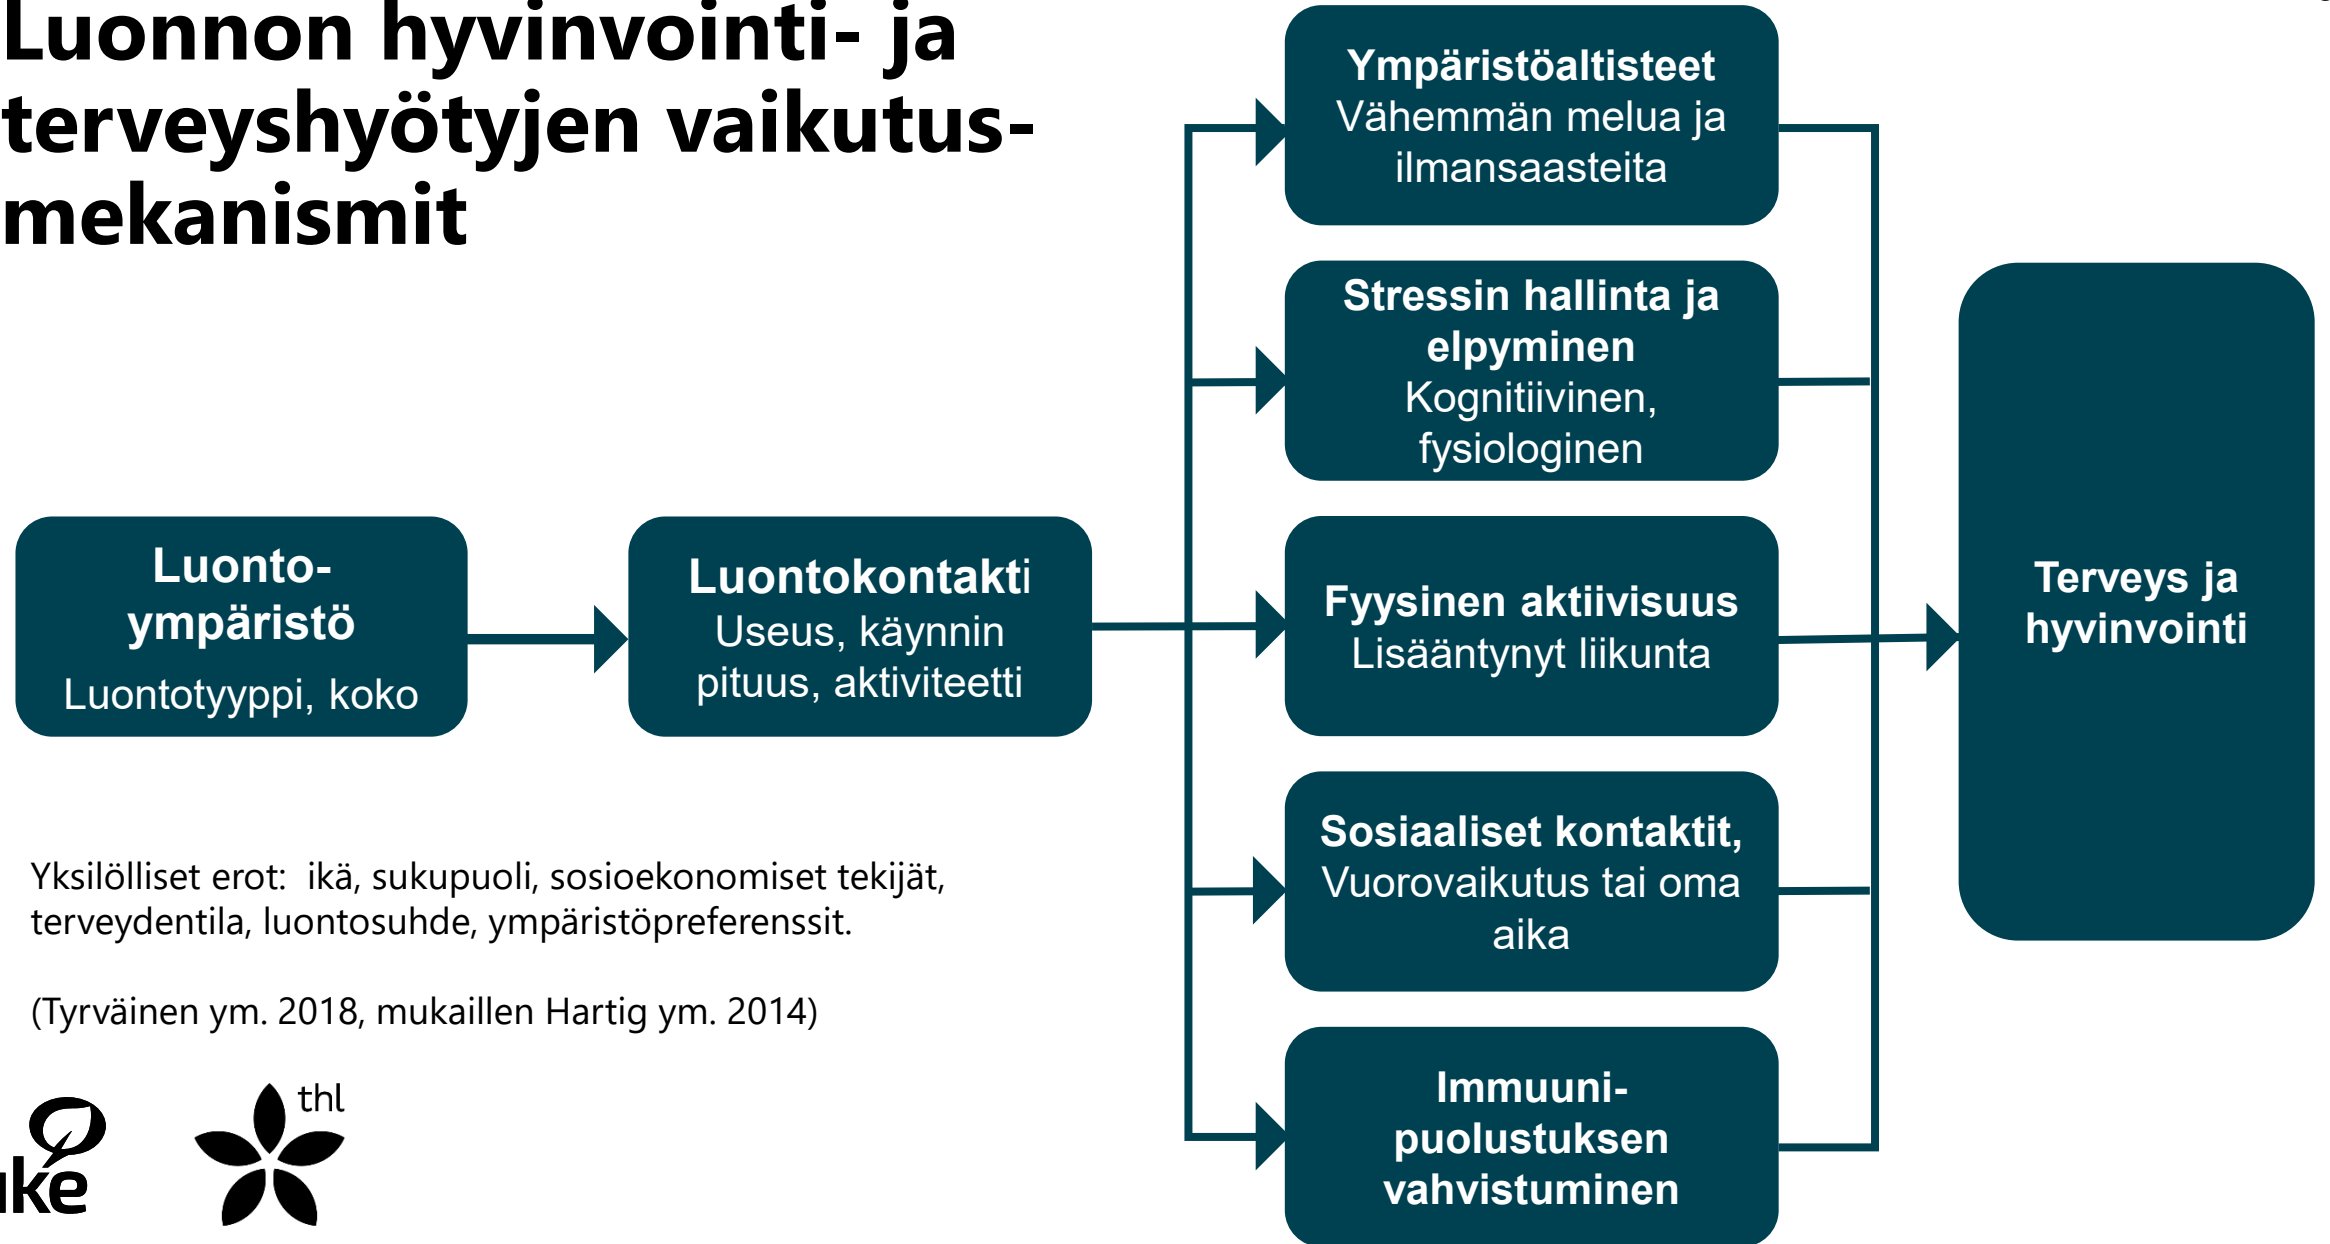 Luonnon hyvinvointi- ja
terveyshyötyjen vaikutus-
mekanismit
Luonto-
ympäristö
Luontotyyppi, koko
Luontokontakti
Useus, käynnin
pituus, aktiviteetti
Ympäristöaltisteet
Vähemmän melua ja
ilmansaasteita
Stressin hallinta ja
elpyminen
Kognitiivinen,
fysiologinen
Fyysinen aktiivisuus
Lisääntynyt liikunta
Sosiaaliset kontaktit,
Vuorovaikutus tai oma
aika
Immuuni-
puolustuksen
vahvistuminen
Terveys ja
hyvinvointi
Yksilölliset erot:  ikä, sukupuoli, sosioekonomiset tekijät,
terveydentila, luontosuhde, ympäristöpreferenssit.
(Tyrväinen ym. 2018, mukaillen Hartig ym. 2014)
thl